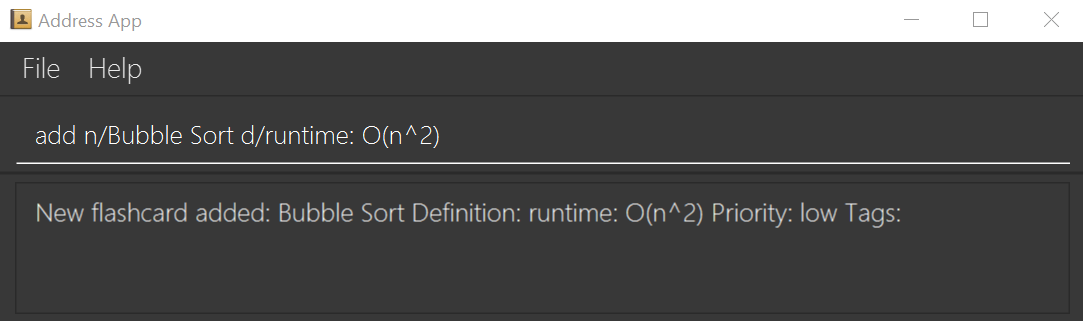 Address App
File Help
add n/Bubble Sort d/runtime: O(n^2)
New flashcard added: Bubble Sort Definition: runtime: O(n^2) Priority: low Tags: